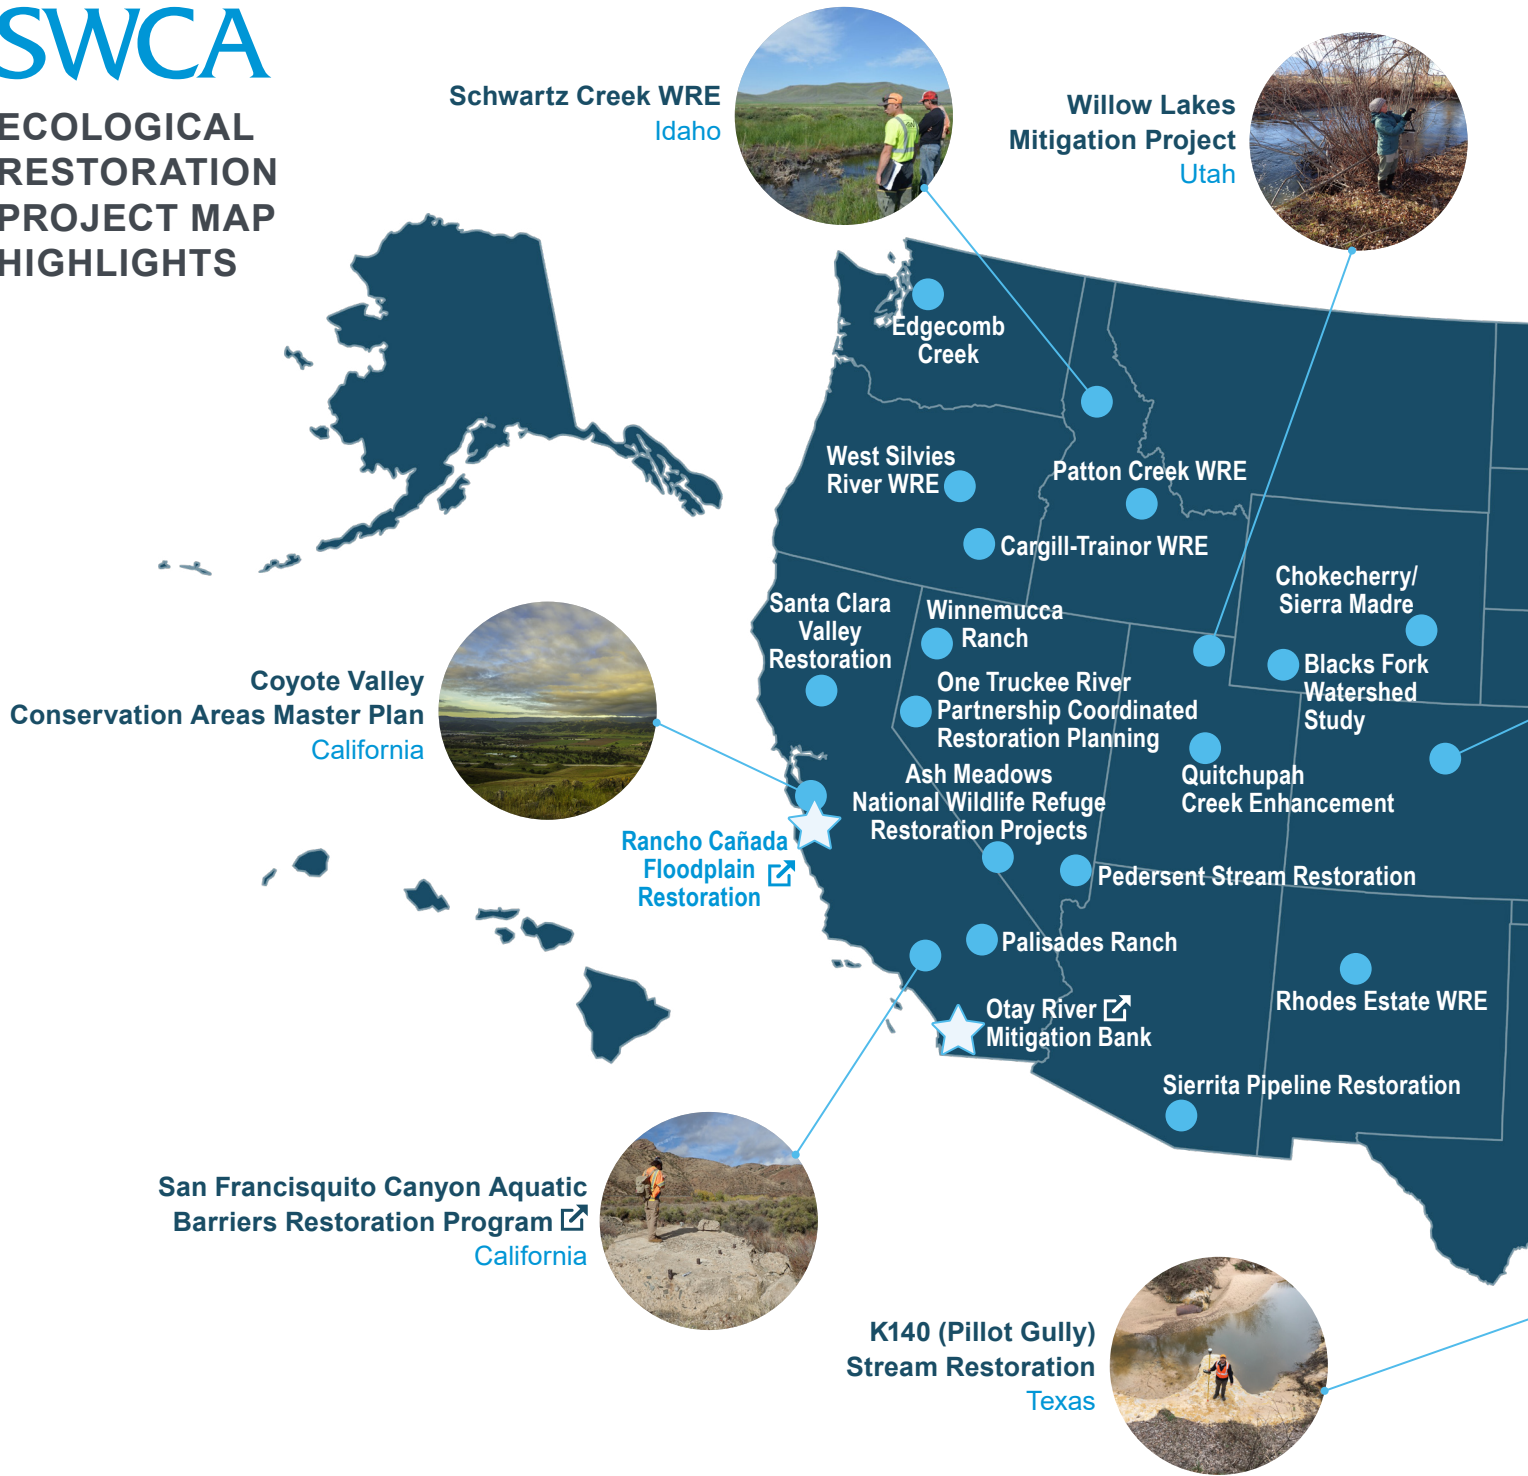 SWCA
ECOLOGICAL
RESTORATION
PROJECT MAP
HIGHLIGHTS
Schwartz Creek WRE
Idaho
Willow Lakes
Mitigation Project
Utah
Edgecomb
Creek
West Silvies
River WRE
Patton Creek WRE
Cargill-Trainor WRE
Chokecherry/
Sierra Madre
Santa Clara
Valley
Restoration
Winnemucca
Ranch
Blacks Fork
Watershed
Study
Coyote Valley
Conservation Areas Master Plan
California
One Truckee River
Partnership Coordinated
Restoration Planning
Quitchupah
Creek Enhancement
Ash Meadows
National Wildlife Refuge
Restoration Projects
Rancho Cañada
Floodplain
Restoration
Pedersent Stream Restoration
Palisades Ranch
Rhodes Estate WRE
Otay River
Mitigation Bank
Sierrita Pipeline Restoration
San Francisquito Canyon Aquatic
Barriers Restoration Program
California
K140 (Pillot Gully)
Stream Restoration
Texas